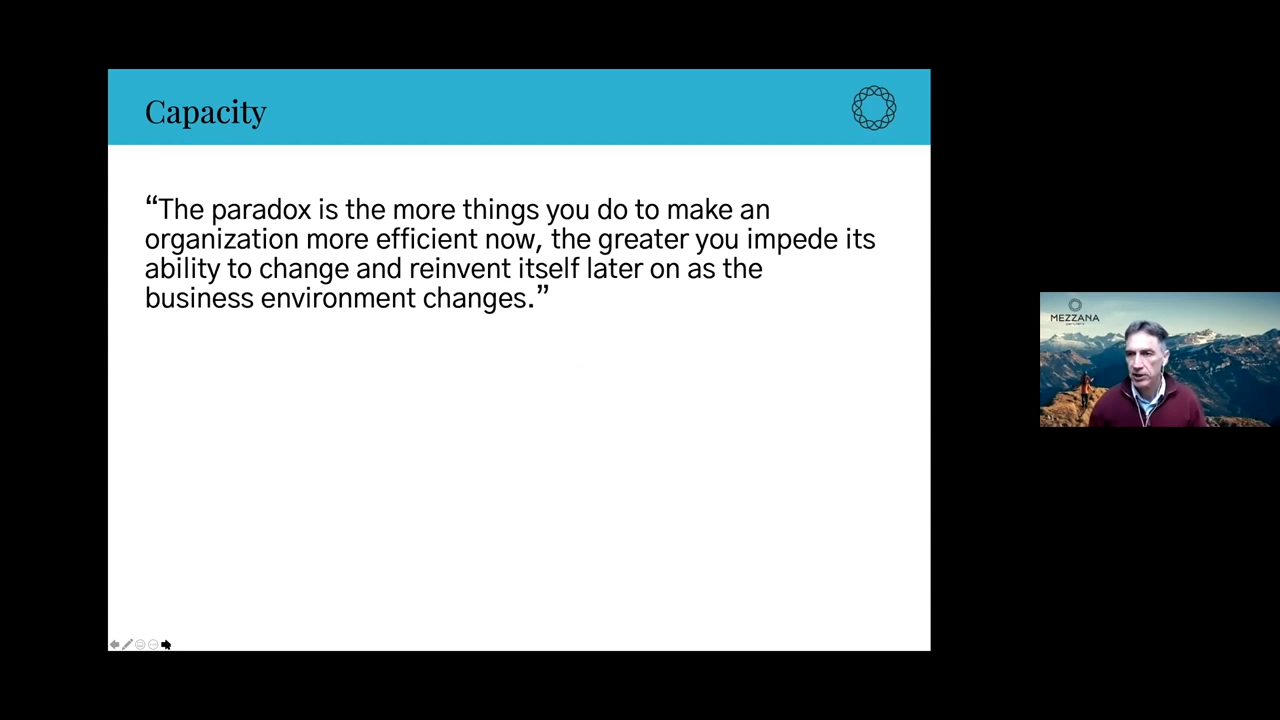 Capacity
“The paradox is the more things you do to make an
organization more efficient now, the greater you impede its
ability to change and reinvent itself later on as the
business environment changes.”
MEZZANA
partners